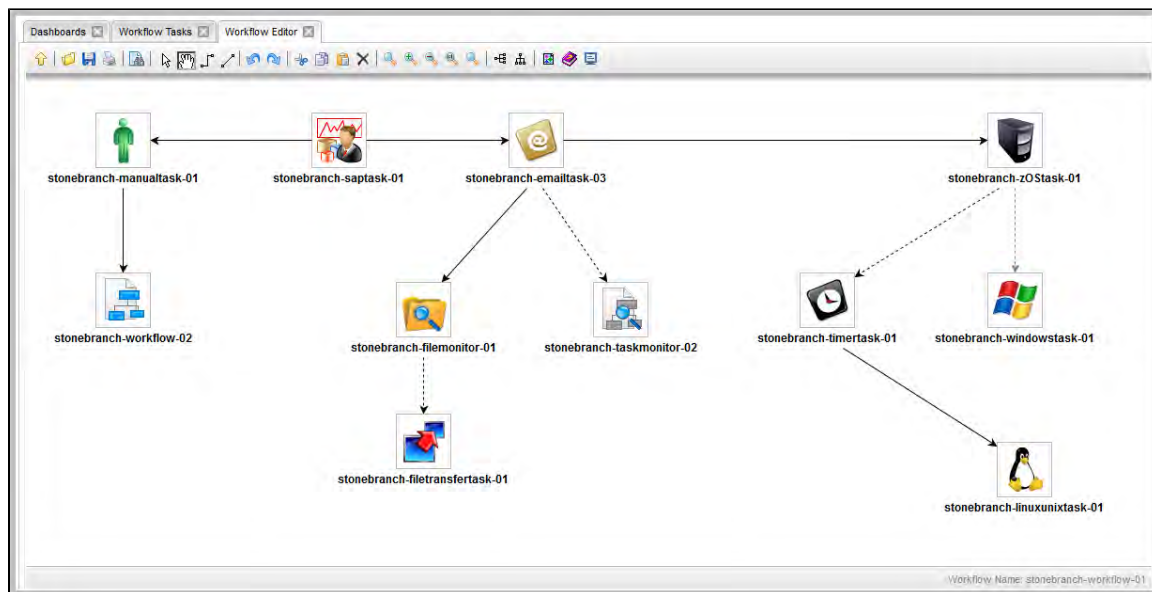 Dashboards
Workflow Tasks
Workflow Editor
stonebranch-manualtask-01
stonebranch-saptask-01
stonebranch-emailtask-03
stonebranch-zOStask-01
stonebranch-workflow-02
stonebranch-filemonitor-01
stonebranch-taskmonitor-02
stonebranch-timertask-01
stonebranch-windowstask-01
stonebranch-filetransfertask-01
stonebranch-linuxunixtask-01
Workflow Name: stonebranch-workflow-01